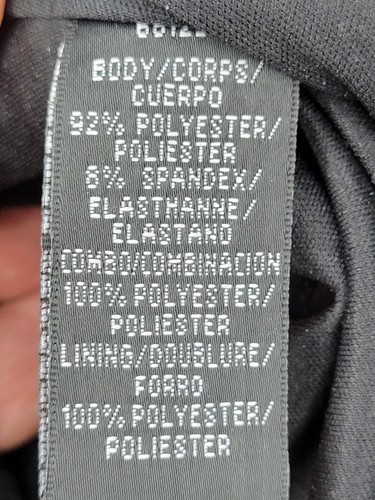 BODY/CORPS/
CUERPO
92% POLYESTER/
POLIESTER
8% SPANDEX/
ELASTHANNE/
ELASTANO
COMBO/COMBINACION
100% POLYESTER/
POLIESTER
LINING/DOUBLURE/
FORRO
100% POLYESTER/
POLIESTER